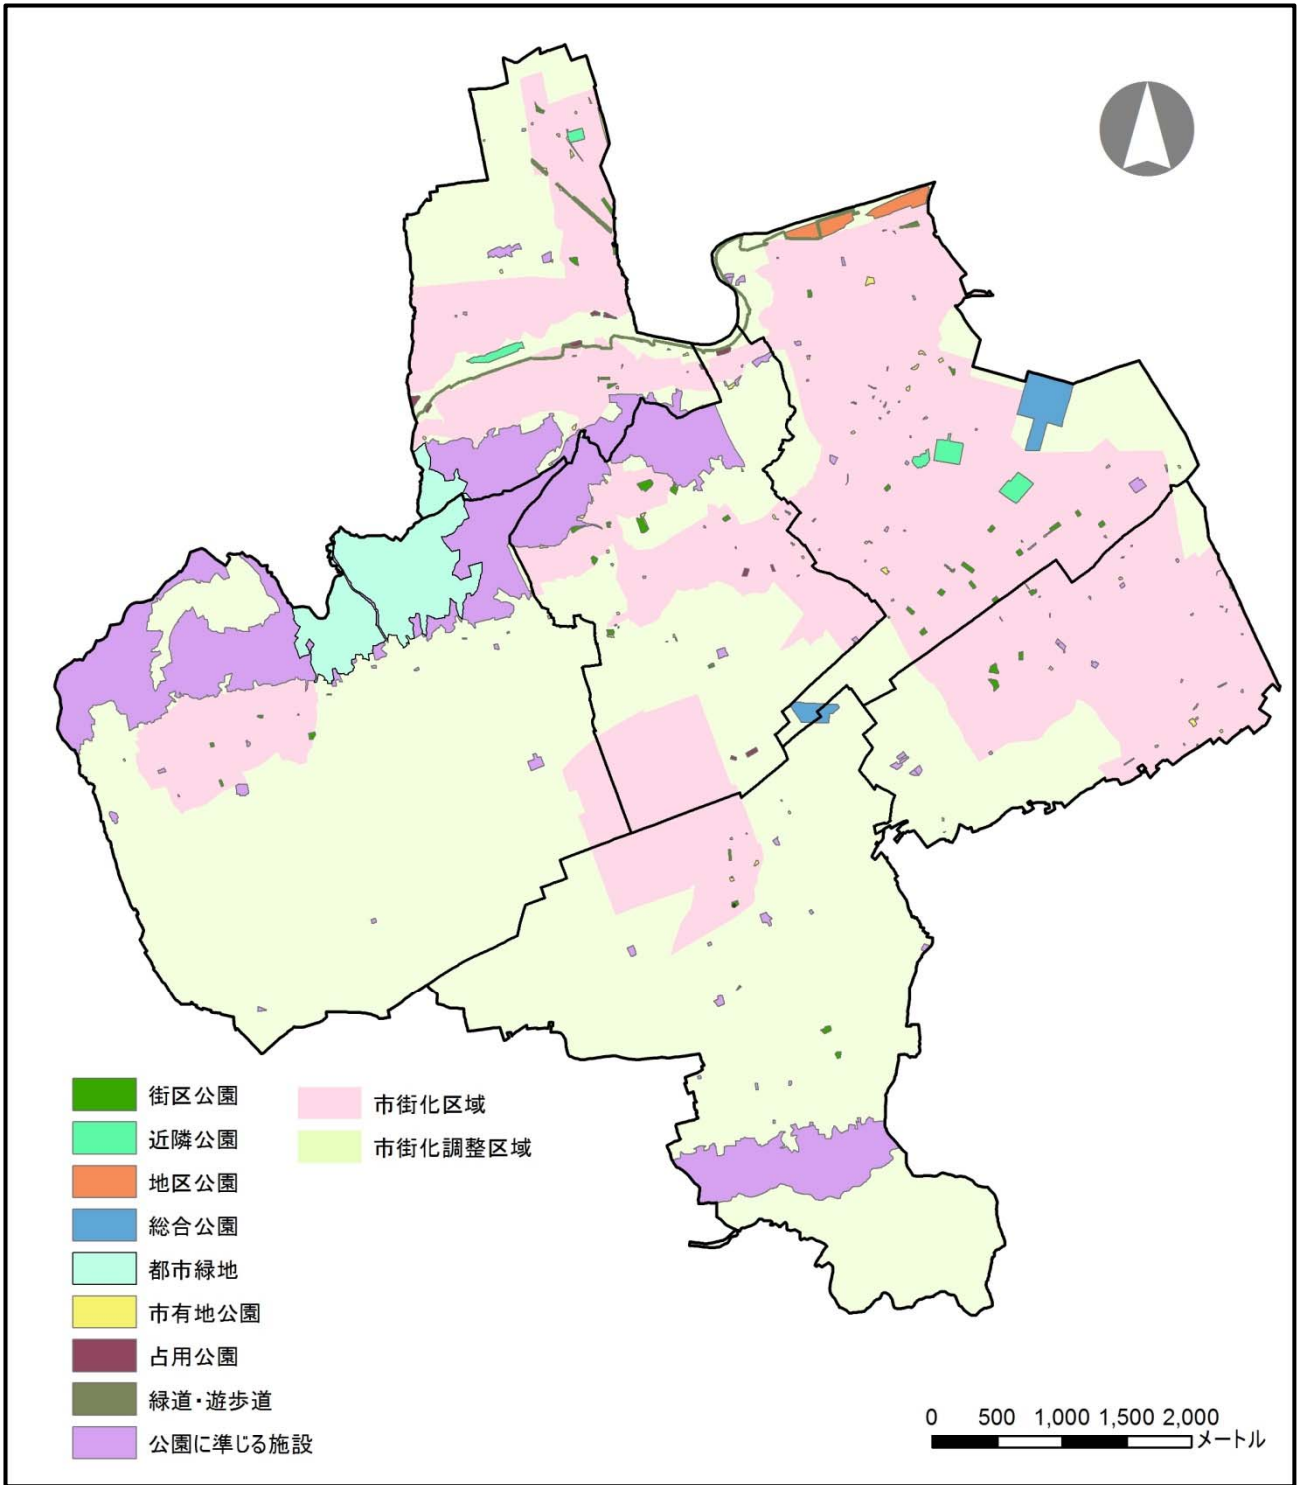 街区公園
近隣公園
地区公園
総合公園
都市緑地
市有地公園
占用公園
緑道・遊歩道
公園に準じる施設
市街化区域
市街化調整区域
0 500 1,000 1,500 2,000
メートル